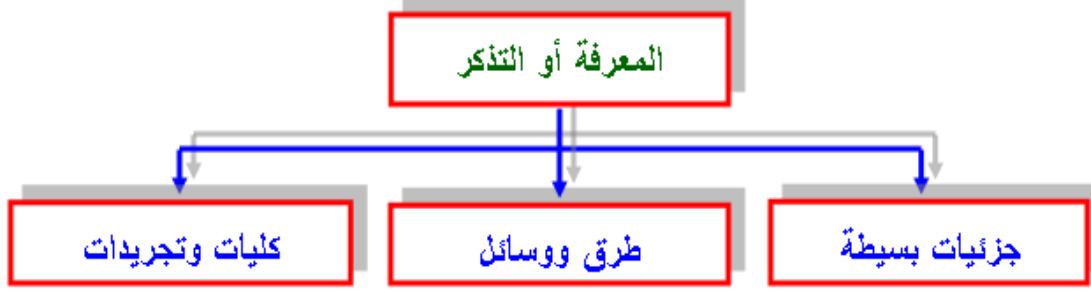 المعرفة أو التذكر
جزئيات بسيطة
طرق ووسائل
كليات وتجريدات